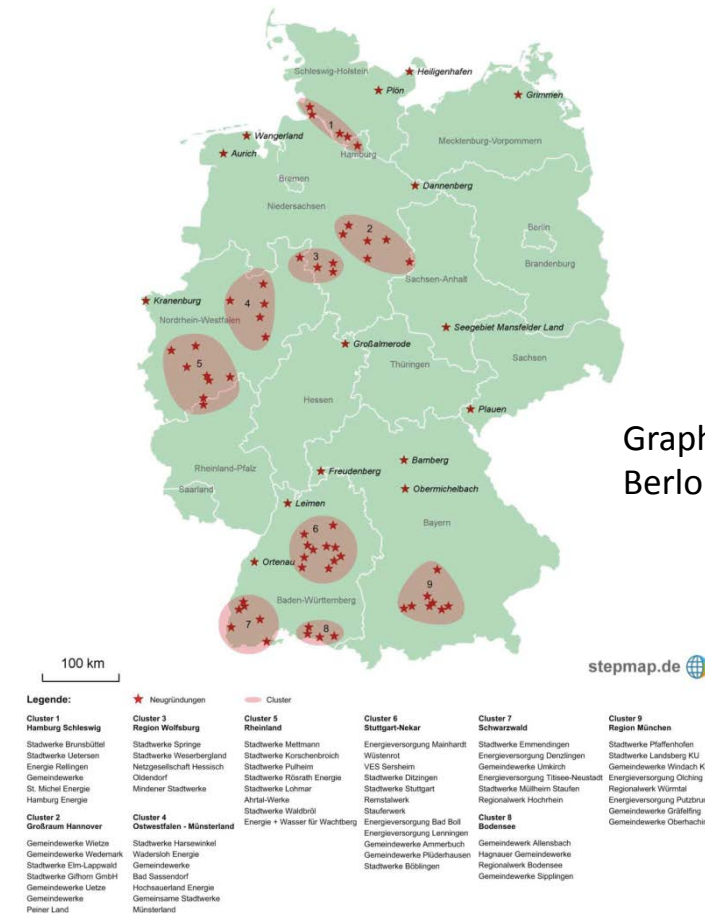 Schleswig-Holstein
Heiligenhafen
Plön
Grimmen
1
Wangerland
Mecklenburg-Vorpommern
Hamburg
Aurich
Bremen
Dannenberg
Niedersachsen
2
Berlin
3
Brandenburg
Sachsen-Anhalt
4
Kranenburg
Nordrhein-Westfalen
Seegebiet Mansfelder Land
Großalmerode
Sachsen
5
Thüringen
Hessen
Plauen
Graph
Bamberg
Rheinland-Pfalz
Freudenberg
Berlo
Saarland
Obermichelbach
Leimen
Bayern
6
Ortenau
9
Baden-Württemberg
7
8
100 km
stepmap.de
Legende:
Neugründungen
Cluster
Cluster 1
Hamburg Schleswig
Stadtwerke Brunsbüttel
Stadtwerke Uetersen
Energie Rellingen
Gemeindewerke
St. Michel Energie
Hamburg Energie
Cluster 2
Großraum Hannover
Gemeindewerke Wietze
Gemeindewerke Wedemark
Stadtwerke Elm-Lappwald
Stadtwerke Gifhorn GmbH
Gemeindewerke Uetze
Gemeindewerke
Peiner Land
Cluster 3
Region Wolfsburg
Stadtwerke Springe
Stadtwerke Weserbergland
Netzgesellschaft Hessisch
Oldendorf
Mindener Stadtwerke
Cluster 4
Ostwestfalen - Münsterland
Stadtwerke Harsewinkel
Wadersloh Energie
Gemeindewerke
Bad Sassendorf
Hochsauerland Energie
Gemeinsame Stadtwerke
Münsterland
Cluster 5
Rheinland
Stadtwerke Mettmann
Stadtwerke Korschenbroich
Stadtwerke Pulheim
Stadtwerke Rösrath Energie
Stadtwerke Lohmar
Ahrtal-Werke
Stadtwerke Waldbröl
Energie + Wasser für Wachtberg
Cluster 6
Stuttgart-Nekar
Energieversorgung Mainhardt
Wüstenrot
VES Sersheim
Stadtwerke Ditzingen
Stadtwerke Stuttgart
Remstalwerk
Stauferwerk
Energieversorgung Bad Boll
Energieversorgung Lenningen
Gemeindewerke Ammerbuch
Gemeindewerke Plüderhausen
Stadtwerke Böblingen
Cluster 7
Schwarzwald
Stadtwerke Emmendingen
Energieversorgung Denzlingen
Gemeindewerke Umkirch
Energieversorgung Titisee-Neustadt
Stadtwerke Müllheim Staufen
Regionalwerk Hochrhein
Cluster 8
Bodensee
Gemeindewerk Allensbach
Hagnauer Gemeindewerke
Regionalwerk Bodensee
Gemeindewerke Sipplingen
Cluster 9
Region München
Stadtwerke Pfaffenhofen
Stadtwerke Landsberg KU
Gemeindewerke Windach K
Energieversorgung Olching
Regionalwerk Würmtal
Energieversorgung Putzbrun
Gemeindewerke Gräfelfing
Gemeindewerke Oberhachin